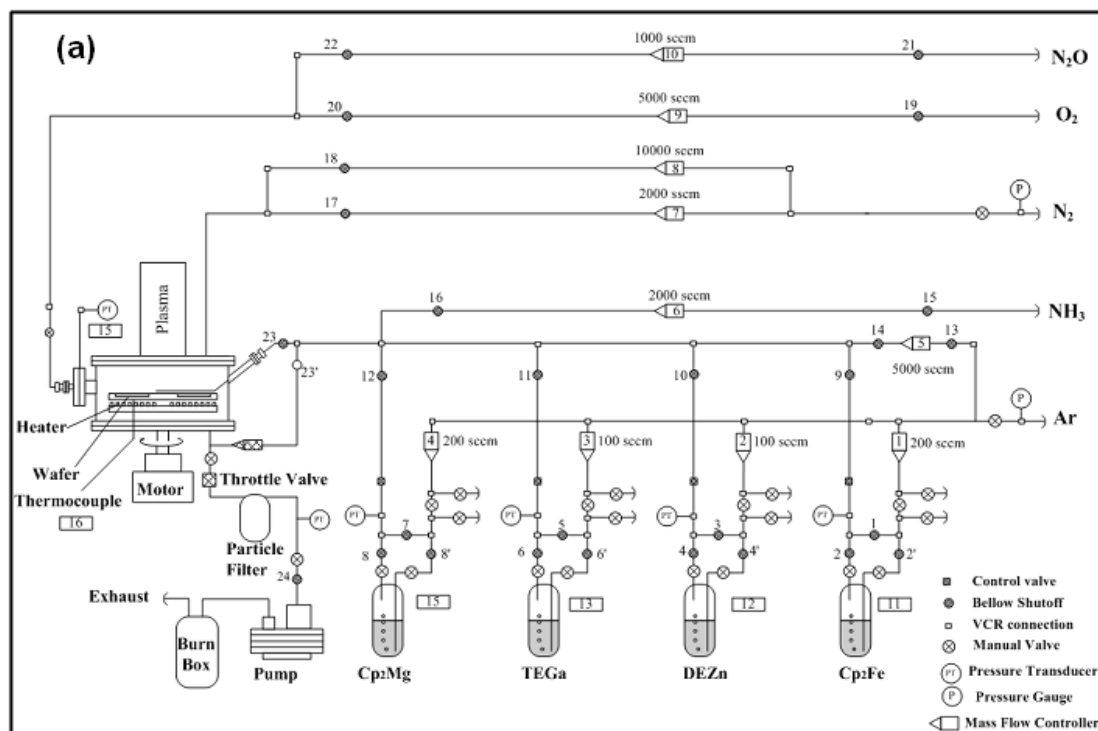 (a)
22
1000 sccm
10
21
N2O
20
5000 sccm
9
19
O2
18
10000 sccm
8
17
2000 sscm
7
P
N2
Plasma
16
2000 sccm
6
15
NH3
PT
15
23
14
5
13
5000 sccm
23'
12
11
10
9
P
Ar
Heater
4
200 sccm
3
100 sccm
2
100 sccm
1
200 sccm
Wafer
Thermocouple
16
Motor
Throttle Valve
PT
Particle
Filter
PT
7
8
8'
PT
5
6
6'
PT
3
4
4'
PT
1
2
2'
24
Exhaust
Burn
Box
Pump
15
13
12
11
Cp2Mg
TEGa
DEZn
Cp2Fe
Control valve
Bellow Shutoff
VCR connection
Manual Valve
PT
Pressure Transducer
P
Pressure Gauge
Mass Flow Controller